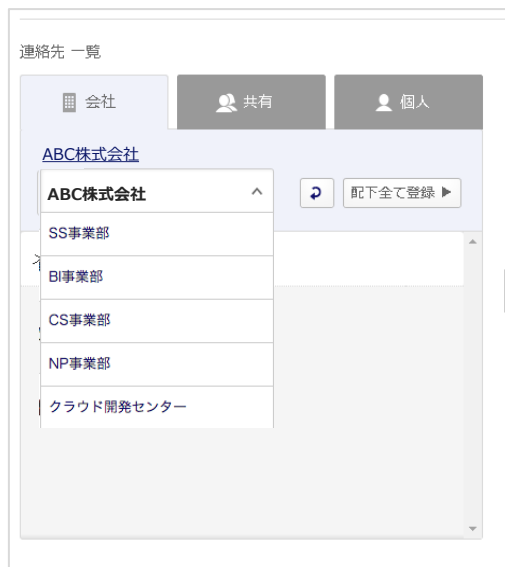 連絡先 一覧
会社
共有
個人
ABC株式会社
ABC株式会社
配下全て登録 ▶
SS事業部
BI事業部
CS事業部
NP事業部
クラウド開発センター